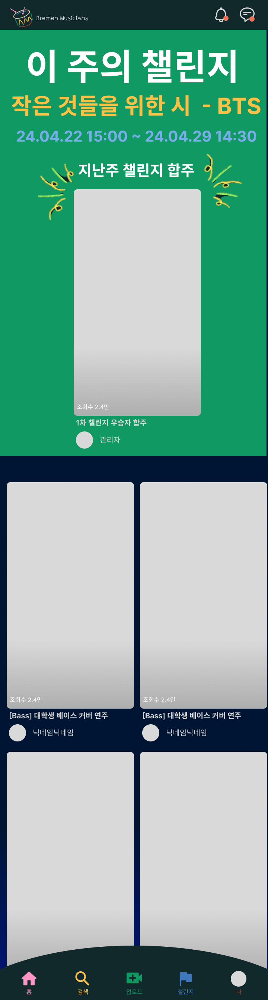 Bremen Musicians
이 주의 챌린지
작은 것들을 위한 시 - BTS
24.04.22 15:00 ~ 24.04.29 14:30
지난주 챌린지 합주
조회수 2.4만
1차 챌린지 우승자 합주
관리자
조회수 2.4만
조회수 2.4만
[Bass] 대학생 베이스 커버 연주
[Bass] 대학생 베이스 커버 연주
닉네임닉네임
닉네임닉네임
홈
검색
업로드
챌린지
나